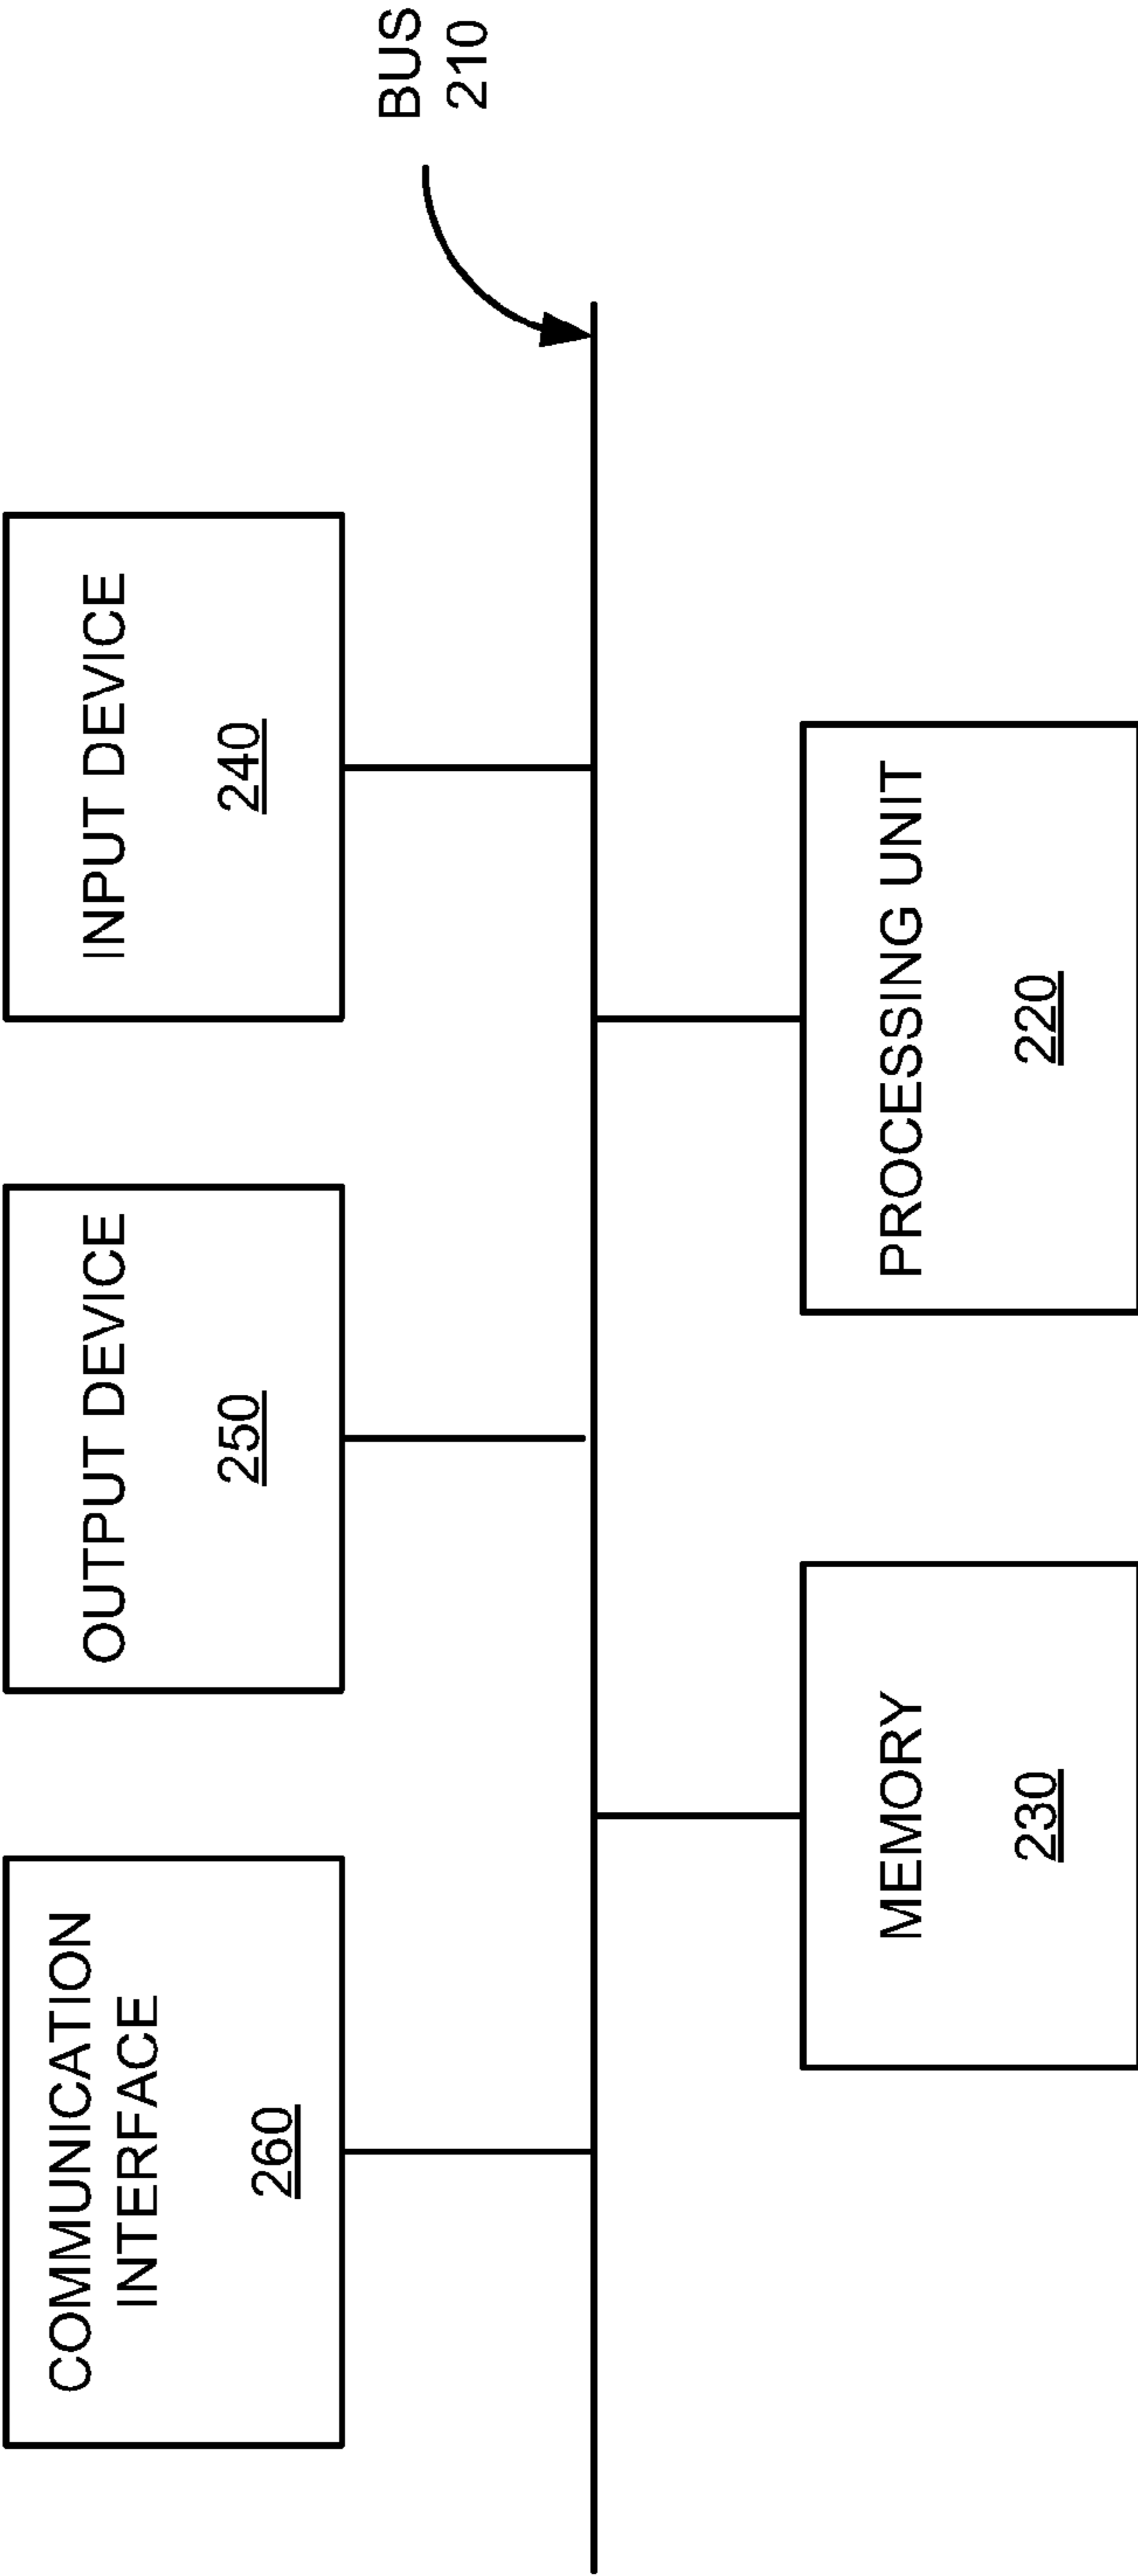 COMMUNICATION
INTERFACE
260
OUTPUT DEVICE
250
INPUT DEVICE
240
BUS
210
MEMORY
230
PROCESSING UNIT
220